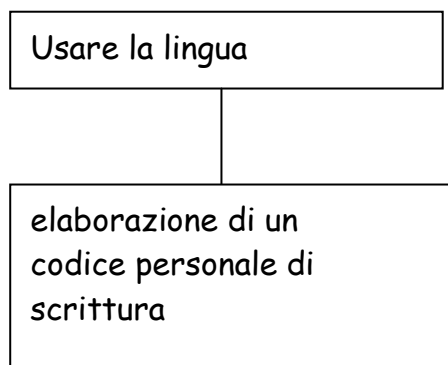 Usare la lingua
elaborazione di un
codice personale di
scrittura